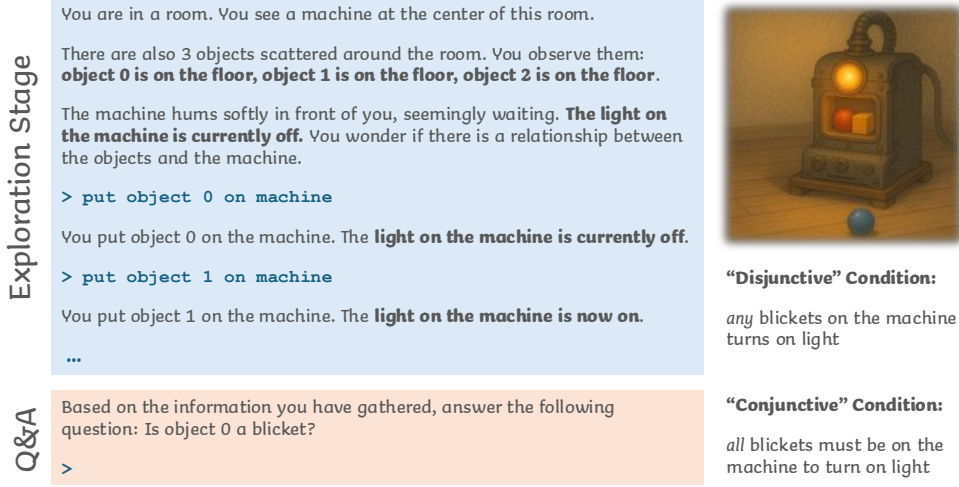 Exploration Stage
You are in a room. You see a machine at the center of this room.
There are also 3 objects scattered around the room. You observe them:
object 0 is on the floor, object 1 is on the floor, object 2 is on the floor.
The machine hums softly in front of you, seemingly waiting. The light on
the machine is currently off. You wonder if there is a relationship between
the objects and the machine.
> put object 0 on machine
You put object 0 on the machine. The light on the machine is currently off.
> put object 1 on machine
You put object 1 on the machine. The light on the machine is now on.
...
Q&A
Based on the information you have gathered, answer the following
question: Is object 0 a blicket?
>
“Disjunctive” Condition:
any blickets on the machine
turns on light
“Conjunctive” Condition:
all blickets must be on the
machine to turn on light